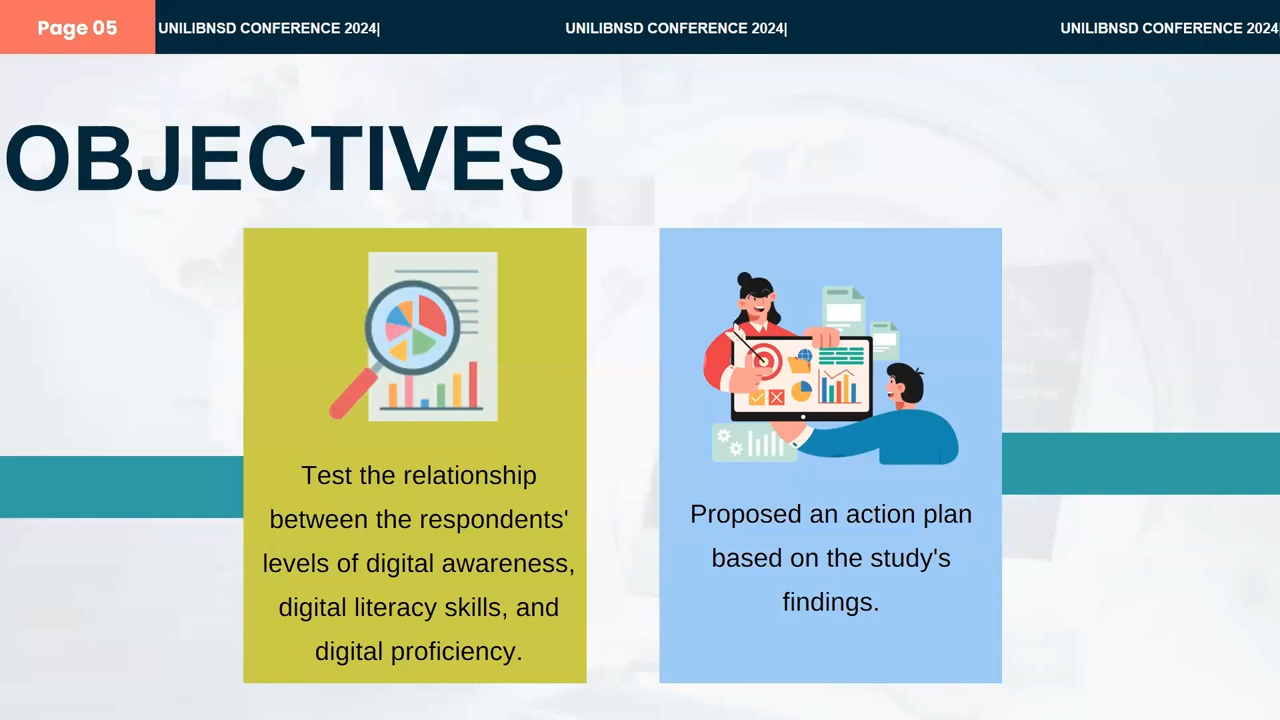 Page 05
UNILIBNSD CONFERENCE 2024|
UNILIBNSD CONFERENCE 2024|
UNILIBNSD CONFERENCE 2024
OBJECTIVES
Test the relationship
between the respondents'
levels of digital awareness,
digital literacy skills, and
digital proficiency.
Proposed an action plan
based on the study's
findings.